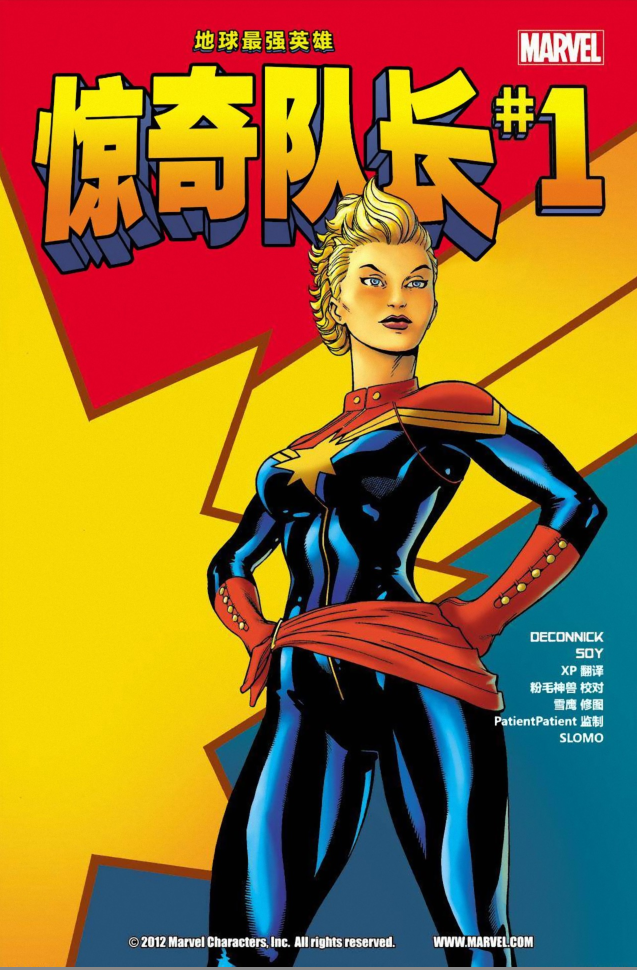 地球最强英雄
MARVEL
惊奇队长#1
DECONNICK
SOY
XP 翻译
粉毛神兽 校对
雪鹰 修图
PatientPatient 监制
SLOMO
© 2012 Marvel Characters, Inc. All rights reserved. WWW.MARVEL.COM